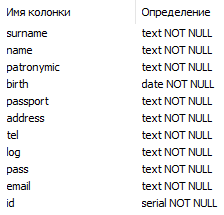 Имя колонки Определение
surname text NOT NULL
name text NOT NULL
patronymic text NOT NULL
birth date NOT NULL
passport text NOT NULL
address text NOT NULL
tel text NOT NULL
log text NOT NULL
pass text NOT NULL
email text NOT NULL
id serial NOT NULL